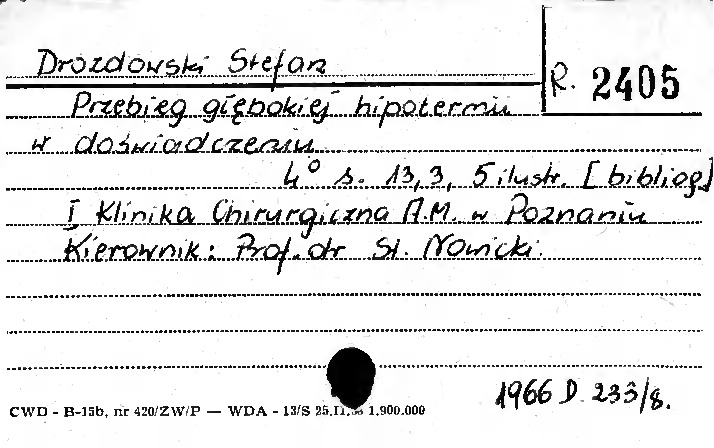 Drozdowski Stefan
R. 2405
Przebieg głębokiej hipotermii
w doświadczeniu
4° s. 13, 3, 5 ilustr. [bibliog]
I Klinika Chirurgiczna A.M. w Poznaniu
Kierownik: Prof. dr St. Nowicki.
1966 D 233/8.
CWD - B-15b, nr 420/ZW/P — WDA - 13/S 25.II. 1.900.000